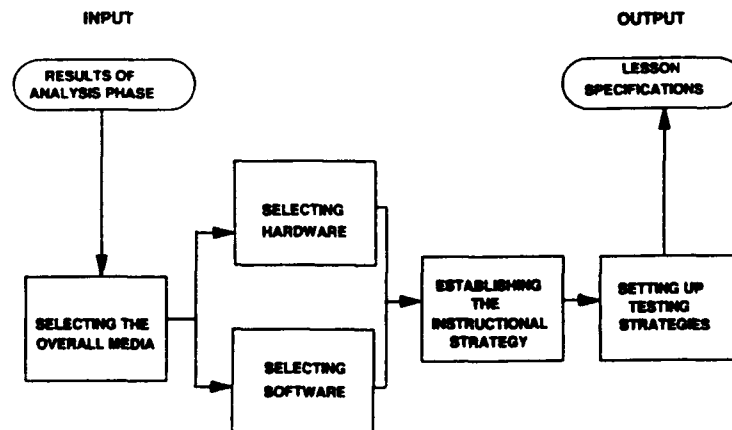 INPUT
OUTPUT
RESULTS OF
ANALYSIS PHASE
LESSON
SPECIFICATIONS
SELECTING
HARDWARE
SELECTING THE
OVERALL MEDIA
ESTABLISHING
THE
INSTRUCTIONAL
STRATEGY
SETTING UP
TESTING
STRATEGIES
SELECTING
SOFTWARE